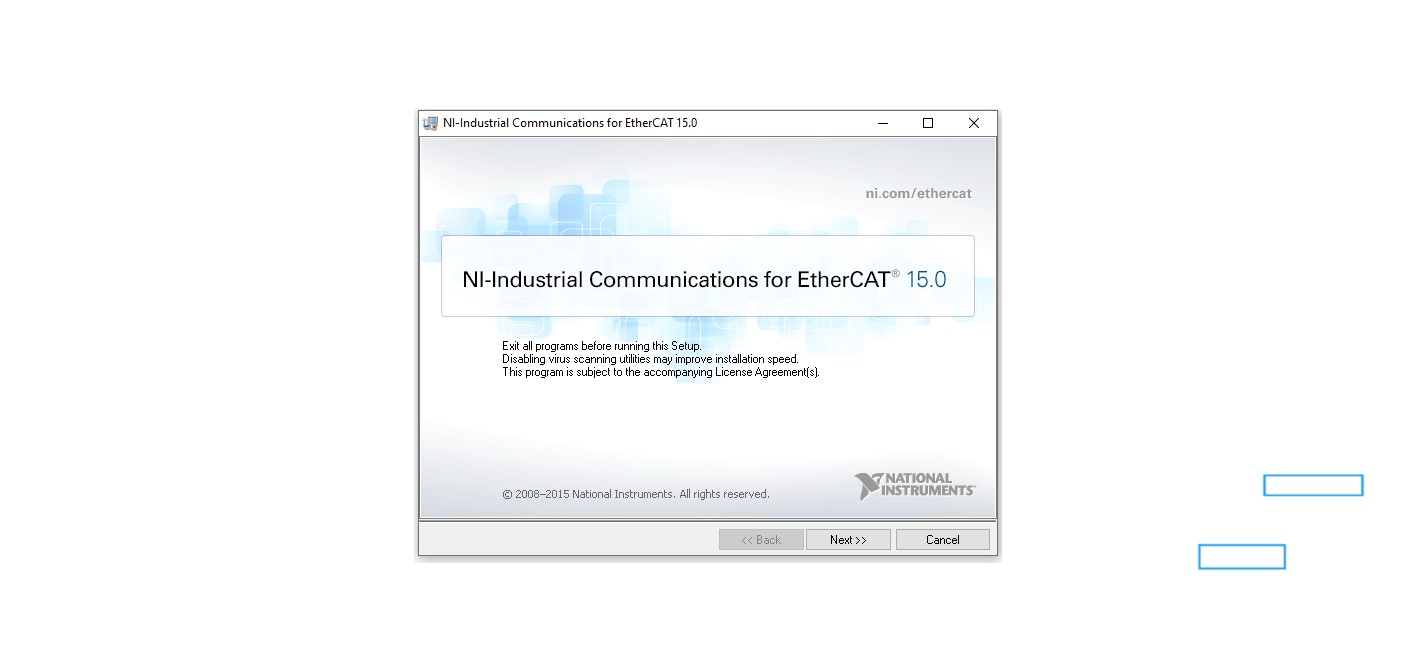 NI-Industrial Communications for EtherCAT 15.0
ni.com/ethercat
NI-Industrial Communications for EtherCAT® 15.0
Exit all programs before running this Setup.
Disabling virus scanning utilities may improve installation speed.
This program is subject to the accompanying License Agreement(s).
© 2008–2015 National Instruments. All rights reserved.
NATIONAL
INSTRUMENTS™
<< Back Next >> Cancel